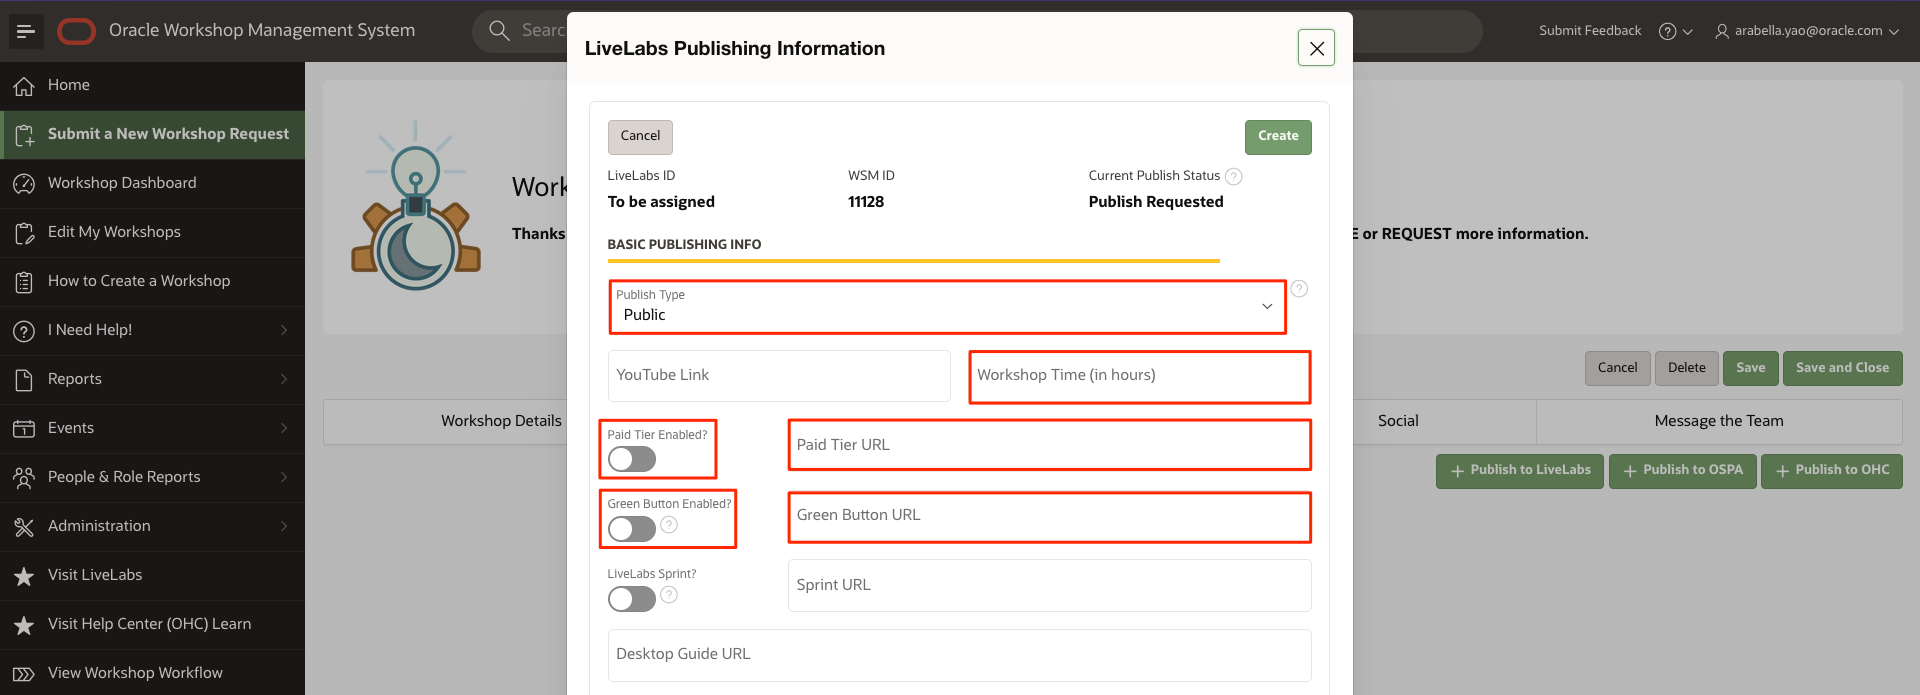 Oracle Workshop Management System
Searc
Submit Feedback
arabella.yao@oracle.com
Home
Submit a New Workshop Request
Workshop Dashboard
Edit My Workshops
How to Create a Workshop
I Need Help!
Reports
Events
People & Role Reports
Administration
Visit LiveLabs
Visit Help Center (OHC) Learn
View Workshop Workflow
Work
Thanks
E or REQUEST more information.
Cancel
Delete
Save
Save and Close
Workshop Details
Social
Message the Team
+ Publish to LiveLabs
+ Publish to OSPA
+ Publish to OHC
LiveLabs Publishing Information
Cancel
Create
LiveLabs ID
To be assigned
WSM ID
11128
Current Publish Status ?
Publish Requested
BASIC PUBLISHING INFO
Publish Type
Public
?
YouTube Link
Workshop Time (in hours)
Paid Tier Enabled?
Paid Tier URL
Green Button Enabled?
?
Green Button URL
LiveLabs Sprint?
?
Sprint URL
Desktop Guide URL